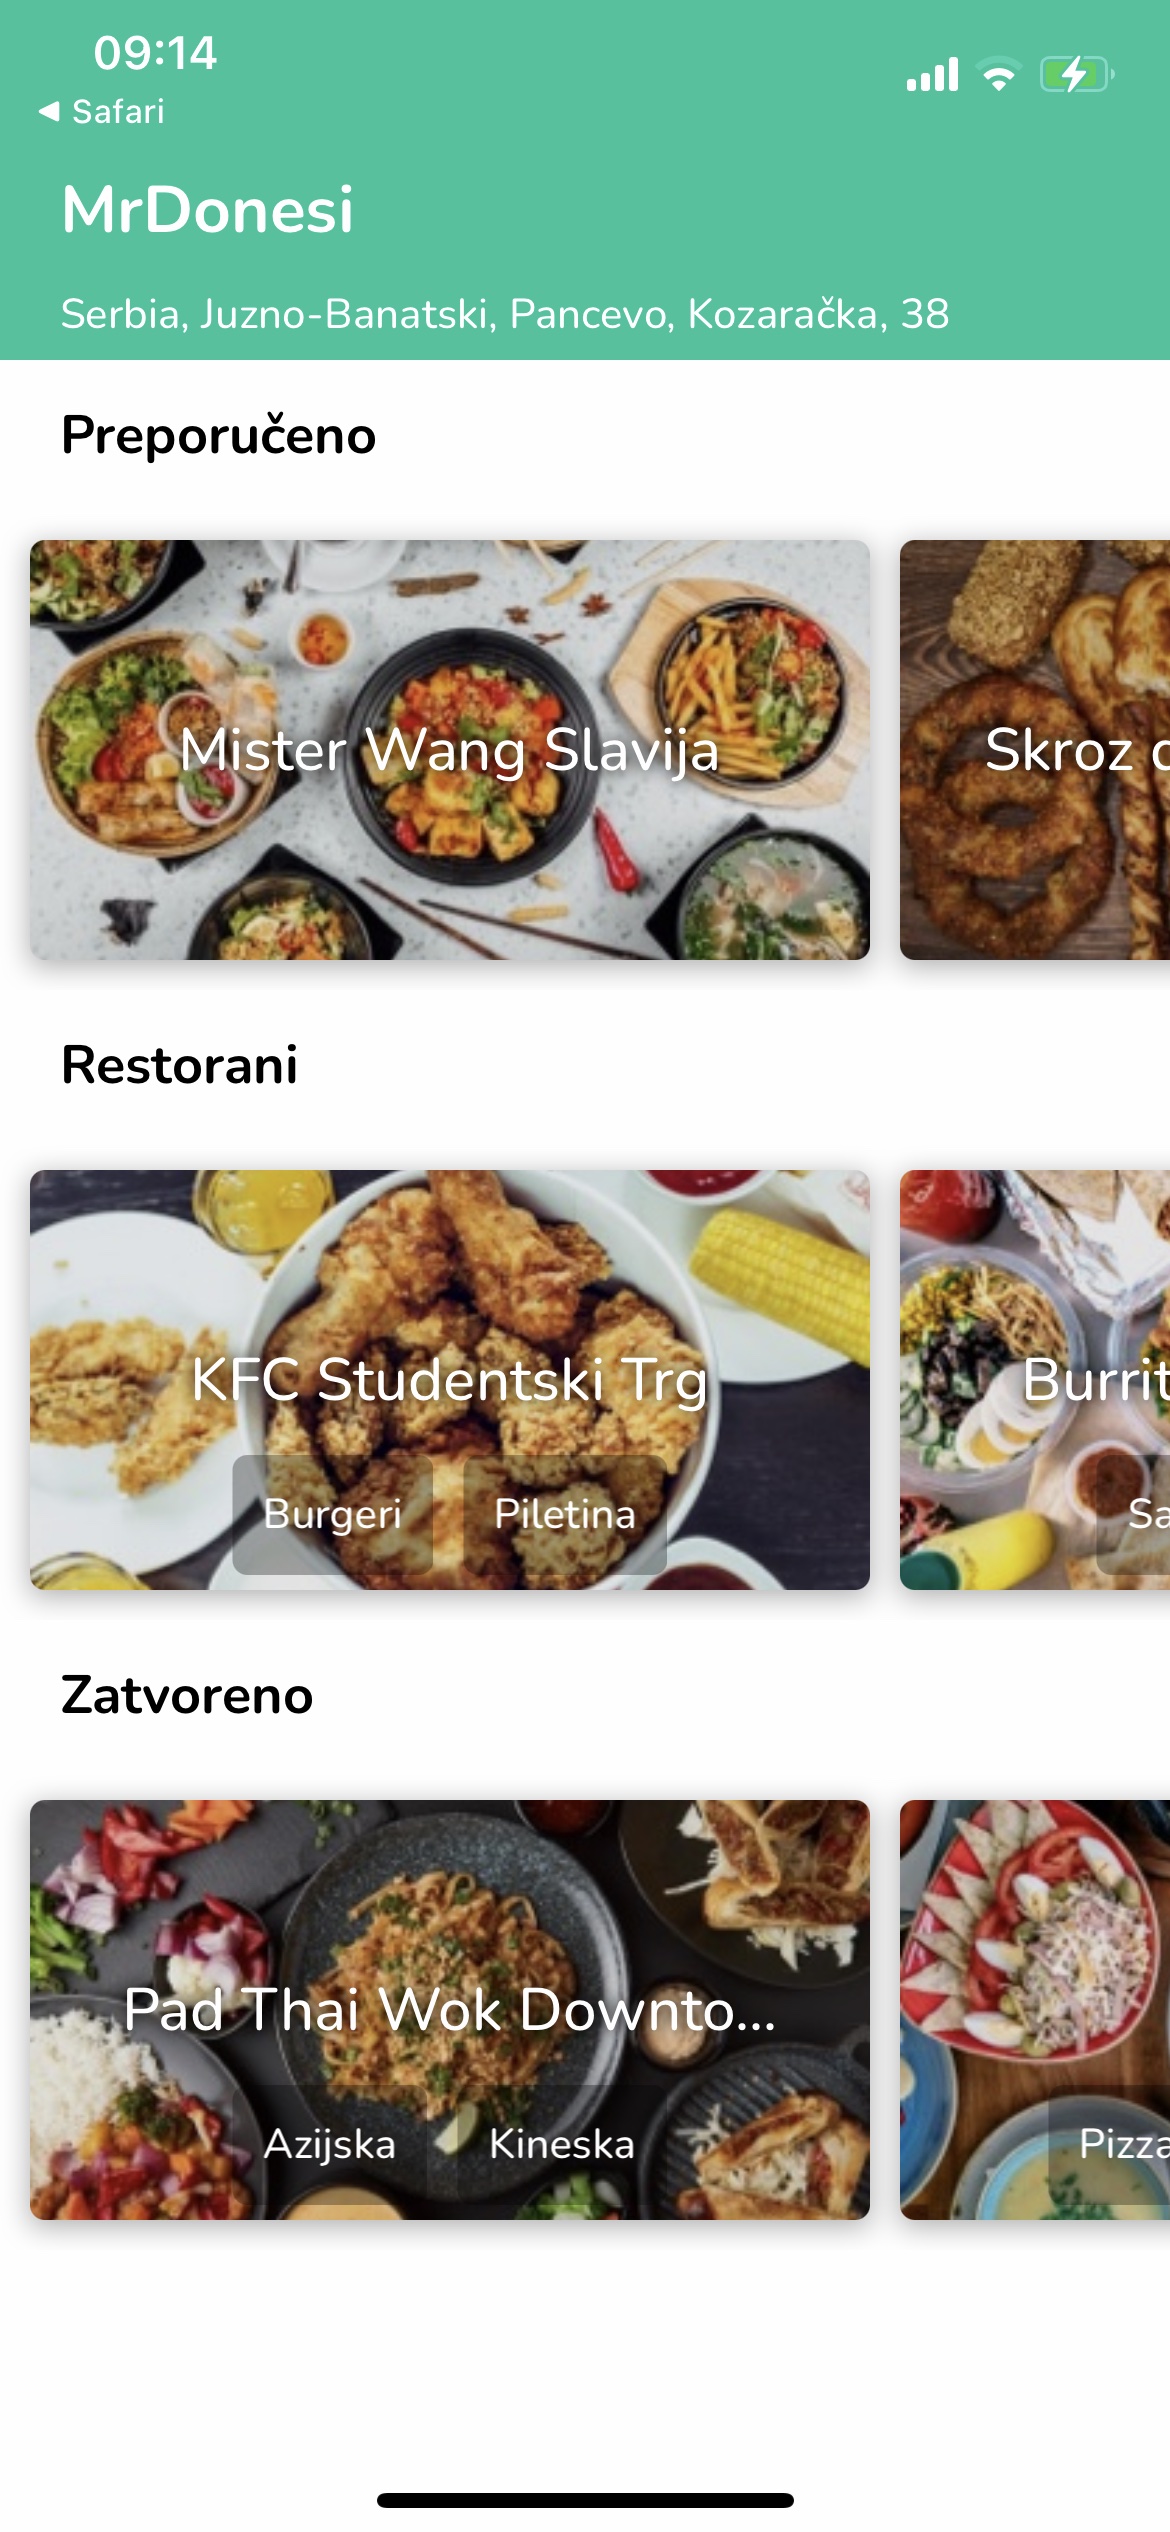 09:14
Safari
MrDonesi
Serbia, Juzno-Banatski, Pancevo, Kozaračka, 38
Preporučeno
Mister Wang Slavija
Skroz
Restorani
KFC Studentski Trg
Burgeri
Piletina
Burrit
Sa
Zatvoreno
Pad Thai Wok Downto...
Azijska
Kineska
Pizza